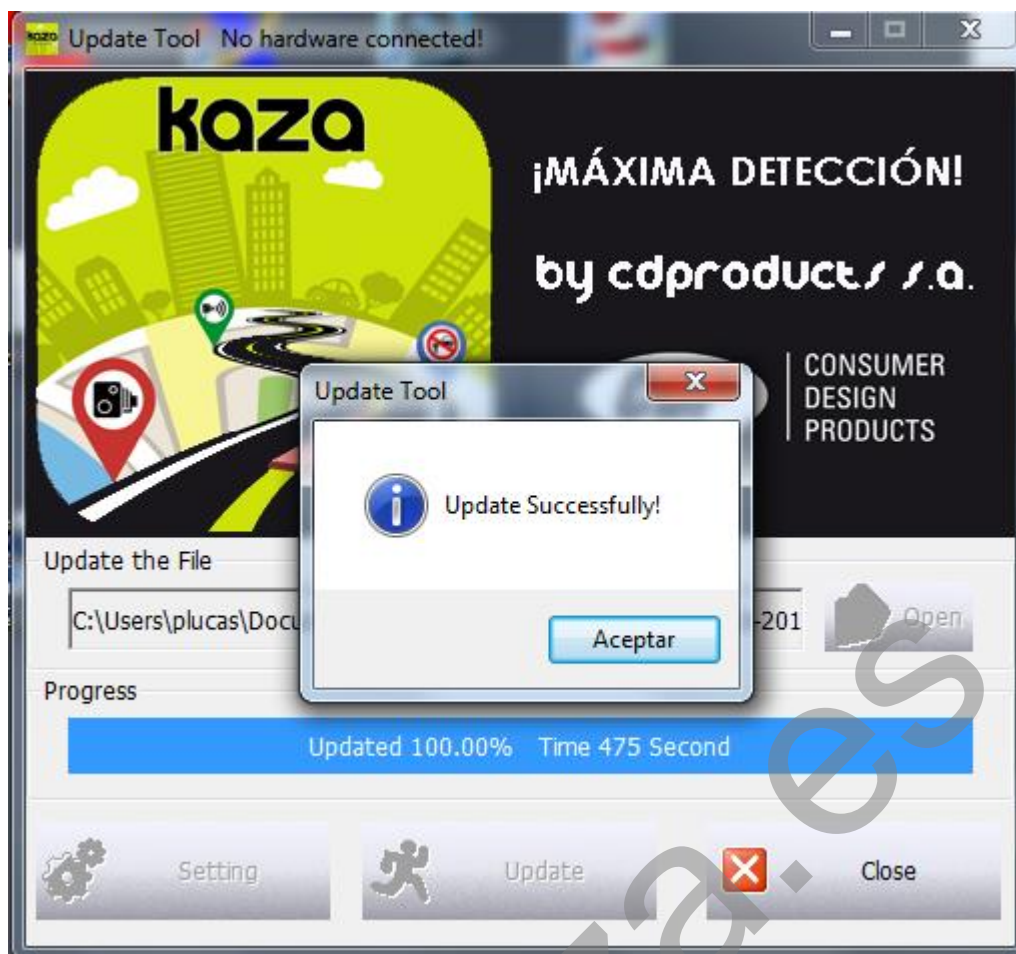 Update Tool No hardware connected!
kaza
¡MÁXIMA DETECCIÓN!
by cdproducts s.a.
CONSUMER
DESIGN
PRODUCTS
Update Tool
Update Successfully!
Aceptar
Update the File
C:\Users\plucas\Docu
-201
Open
Progress
Updated 100.00% Time 475 Second
Setting
Update
Close